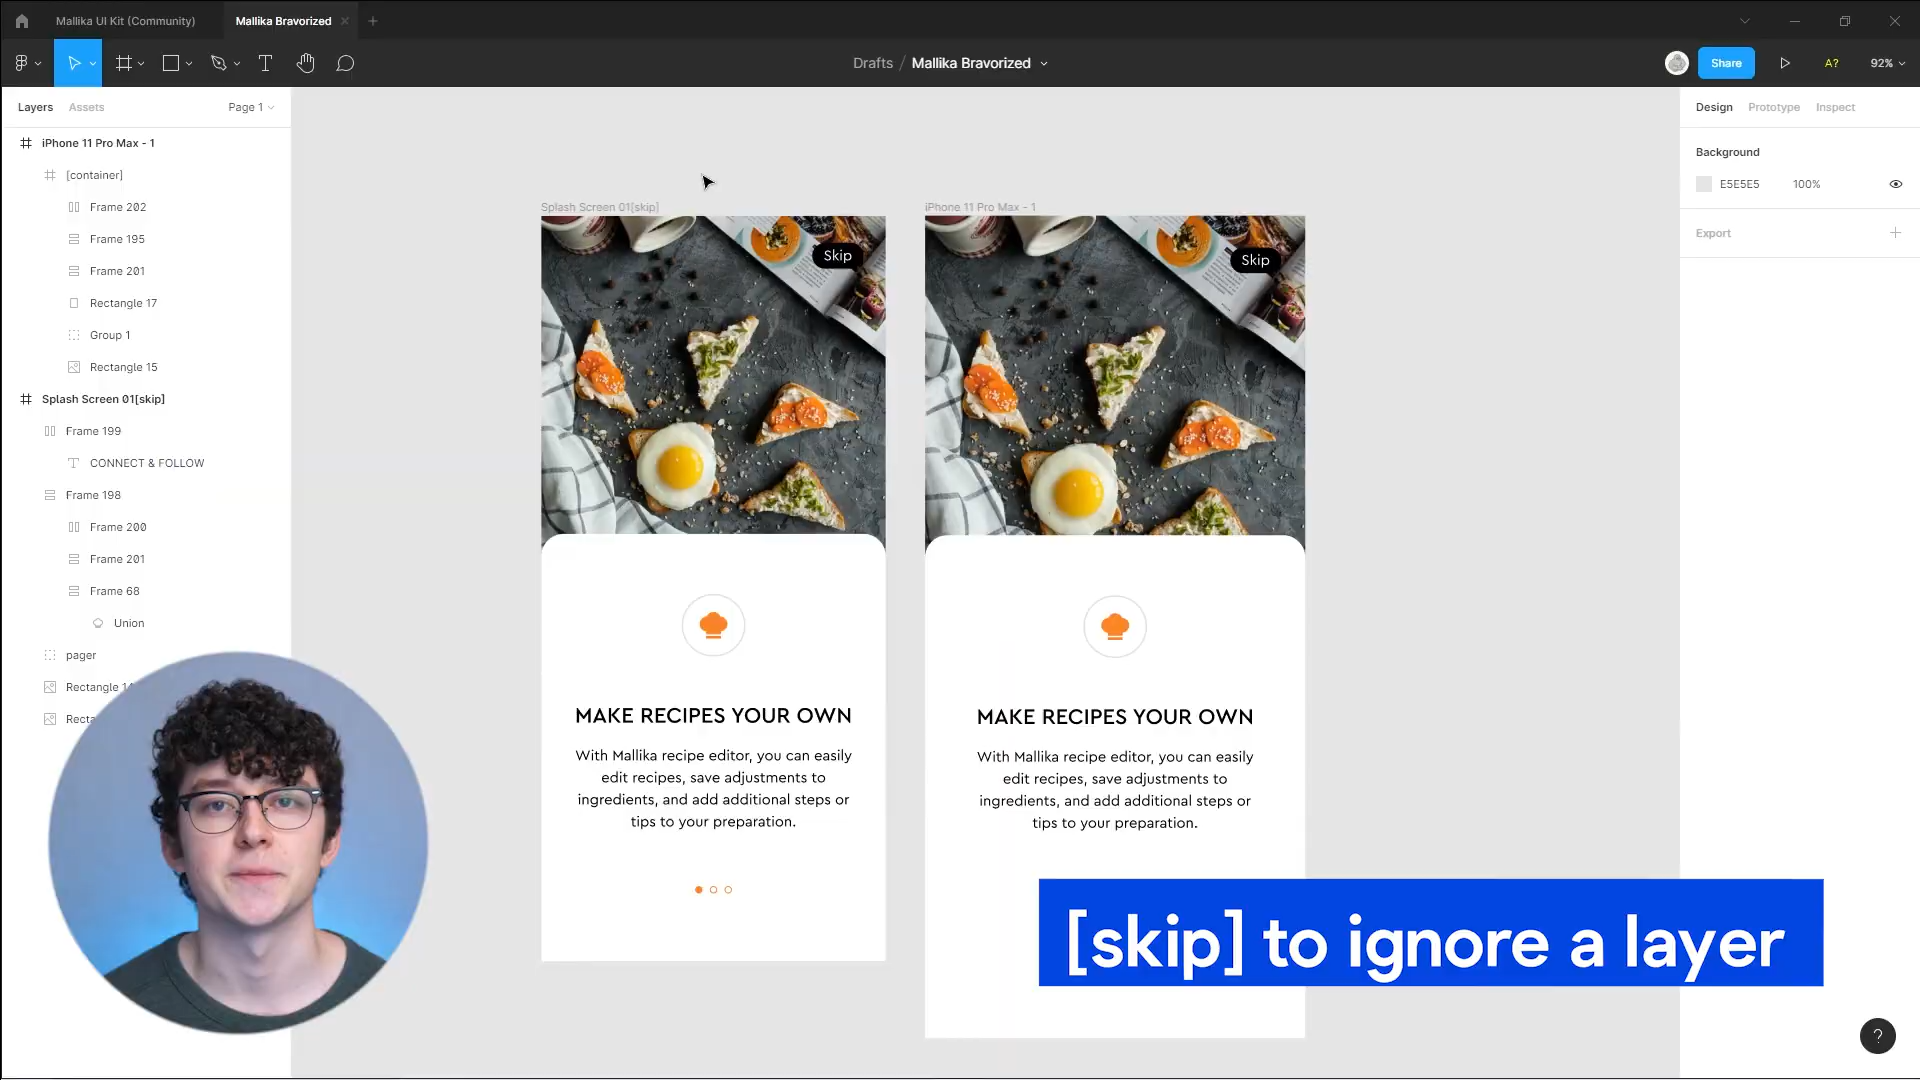 Mallika UI Kit (Community)
Mallika Bravorized
Drafts / Mallika Bravorized
Share
A?
92%
Layers
Assets
Page 1
iPhone 11 Pro Max - 1
[container]
Frame 202
Frame 195
Frame 201
Rectangle 17
Group 1
Rectangle 15
Splash Screen 01[skip]
Frame 199
CONNECT & FOLLOW
Frame 198
Frame 200
Frame 201
Frame 68
Union
pager
Rectangle
Splash Screen 01[skip]
Skip
MAKE RECIPES YOUR OWN
With Mallika recipe editor, you can easily
edit recipes, save adjustments to
ingredients, and add additional steps or
tips to your preparation.
iPhone 11 Pro Max - 1
Skip
MAKE RECIPES YOUR OWN
With Mallika recipe editor, you can easily
edit recipes, save adjustments to
ingredients, and add additional steps or
tips to your preparation.
[skip] to ignore a layer
Design
Prototype
Inspect
Background
E5E5E5
100%
Export
?